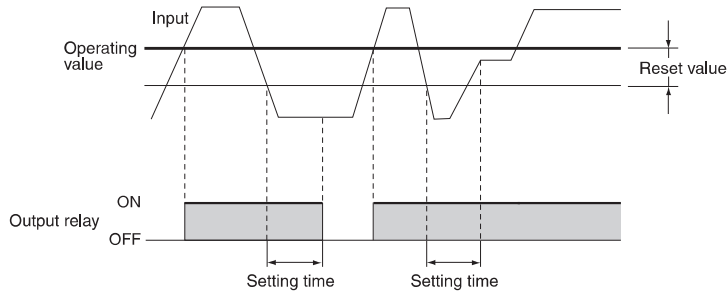 Input
Operating
value
Reset value
ON
Output relay
OFF
Setting time
Setting time